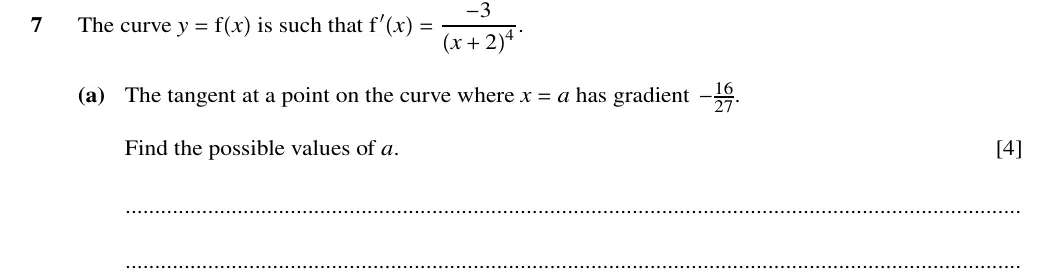 7 The curve y = f(x) is such that f′(x) = −3/(x + 2)⁴.
(a) The tangent at a point on the curve where x = a has gradient −16/27.
Find the possible values of a. [4]